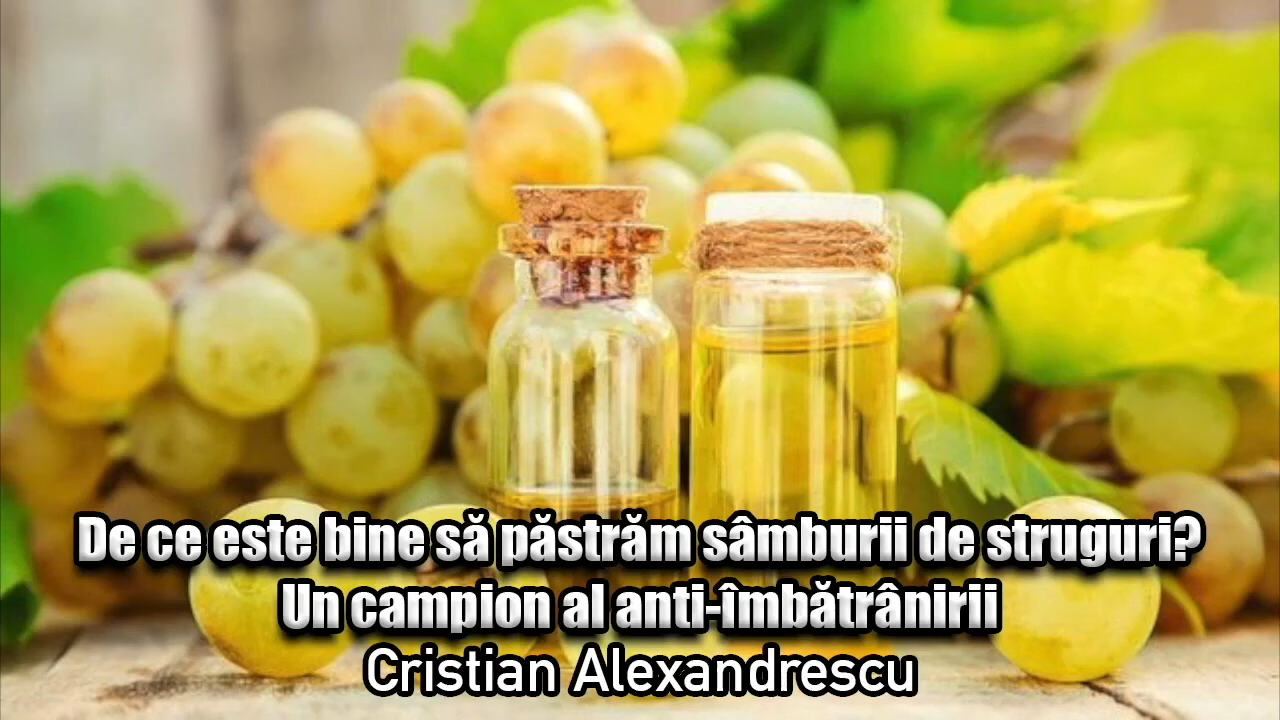 De ce este bine să păstrăm sâmburii de struguri?
Un campion al anti-îmbătrânirii
Cristian Alexandrescu